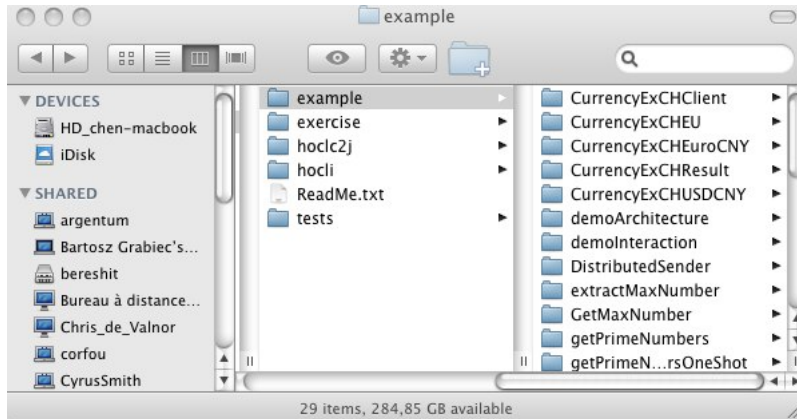 example
DEVICES
HD_chen-macbook
iDisk
SHARED
argentum
Bartosz Grabiec's...
bereshit
Bureau à distance...
Chris_de_Valnor
corfou
CyrusSmith
example
exercise
hoclc2j
hocli
ReadMe.txt
tests
CurrencyExCHClient
CurrencyExCHEU
CurrencyExCHEuroCNY
CurrencyExCHResult
CurrencyExCHUSDCNY
demoArchitecture
demoInteraction
DistributedSender
extractMaxNumber
GetMaxNumber
getPrimeNumbers
getPrimeN...rsOneShot
29 items, 284,85 GB available